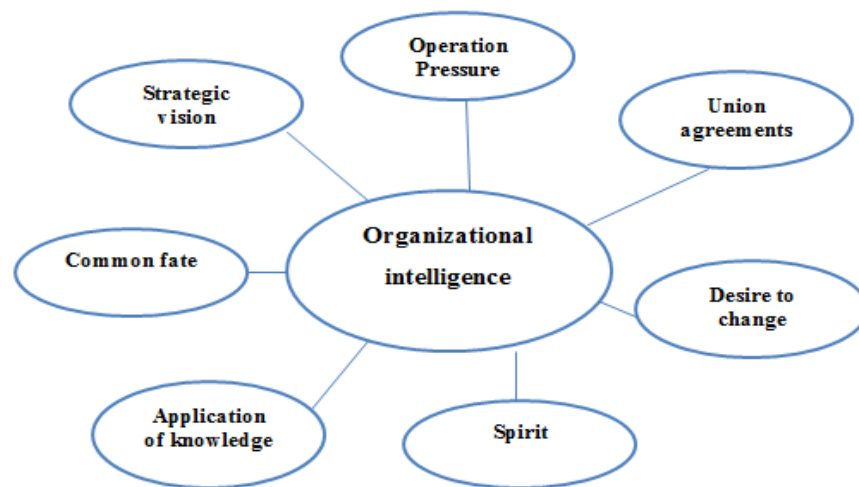 Operation
Pressure
Strategic
vision
Union
agreements
Organizational
intelligence
Common fate
Desire to
change
Application
of knowledge
Spirit